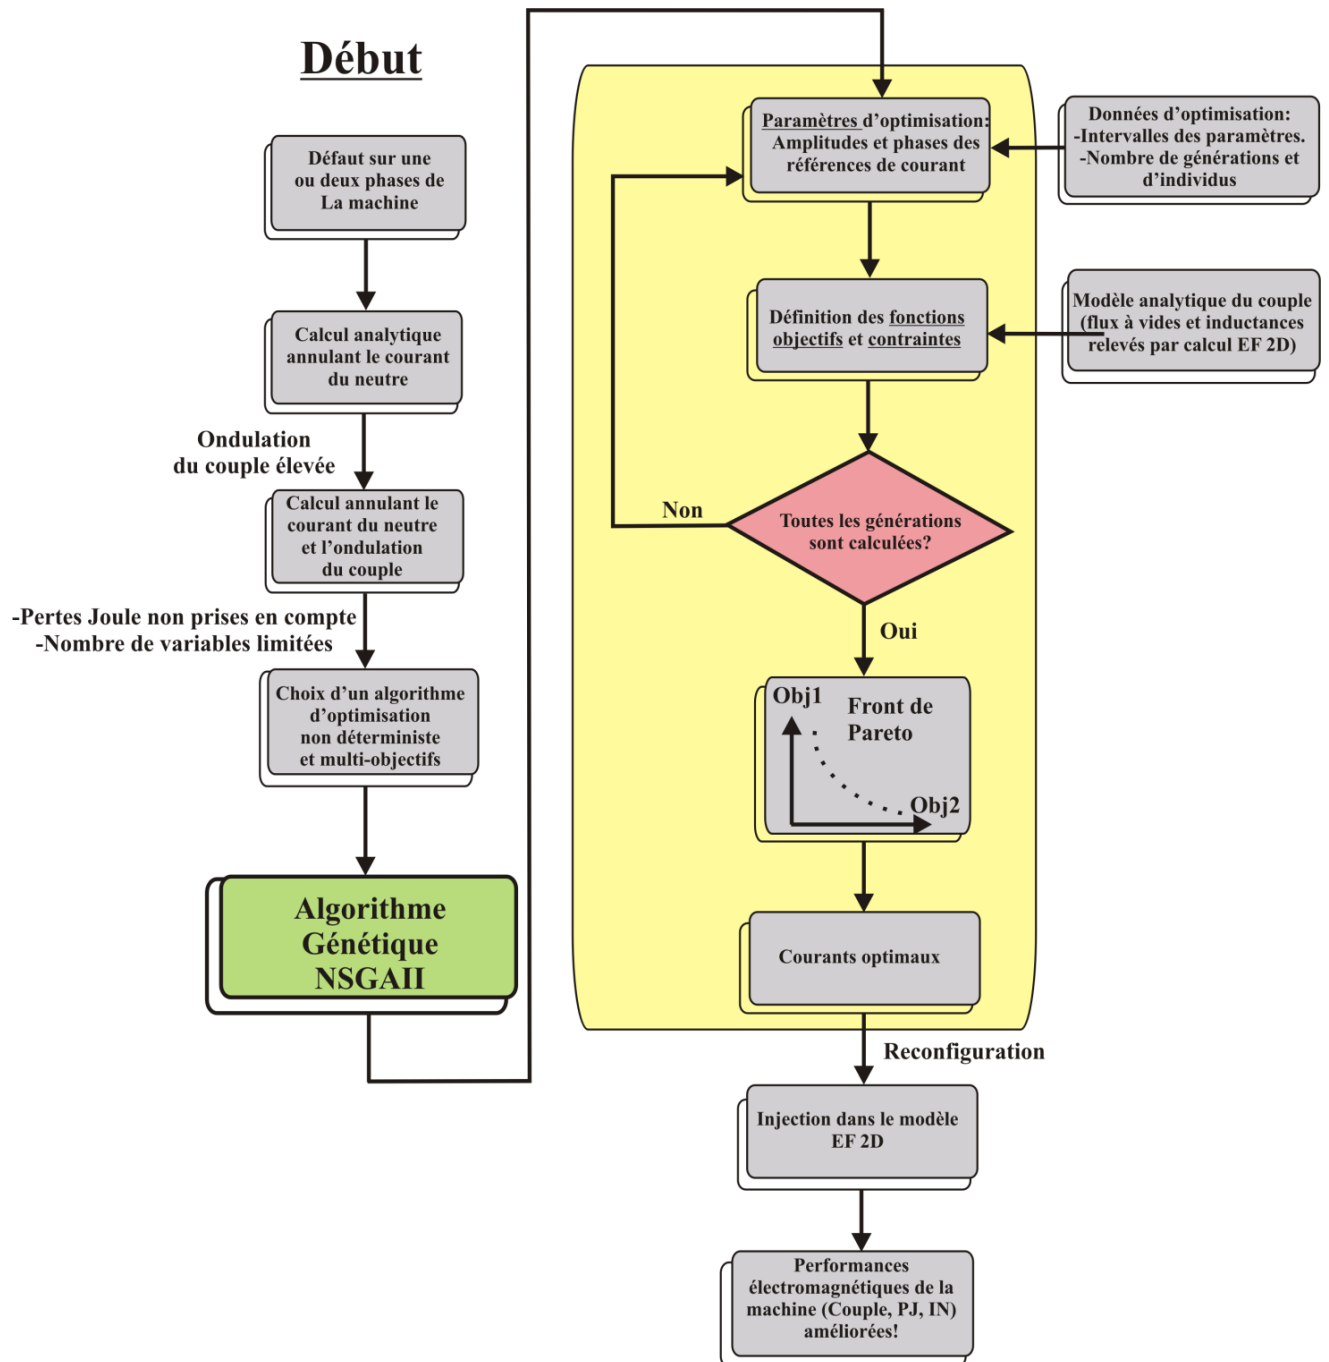 Début
Défaut sur une
ou deux phases de
La machine
Calcul analytique
annulant le courant
du neutre
Ondulation
du couple élevée
Calcul annulant le
courant du neutre
et l'ondulation
du couple
-Pertes Joule non prises en compte
-Nombre de variables limitées
Choix d'un algorithme
d'optimisation
non déterministe
et multi-objectifs
Algorithme
Génétique
NSGAII
Paramètres d'optimisation:
Amplitudes et phases des
références de courant
Données d'optimisation:
-Intervalles des paramètres.
-Nombre de générations et
d'individus
Définition des fonctions
objectifs et contraintes
Modèle analytique du couple
(flux à vides et inductances
relevés par calcul EF 2D)
Toutes les générations
sont calculées?
Non
Oui
Obj1
Front de
Pareto
Obj2
Courants optimaux
Reconfiguration
Injection dans le modèle
EF 2D
Performances
électromagnétiques de la
machine (Couple, PJ, IN)
améliorées!